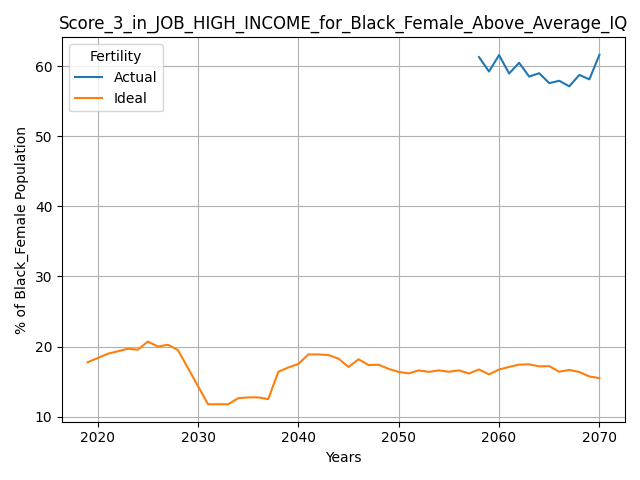 Score_3_in_JOB_HIGH_INCOME_for_Black_Female_Above_Average_IQ
Fertility
Actual
Ideal
% of Black_Female Population
60
50
40
30
20
10
2020
2030
2040
2050
2060
2070
Years